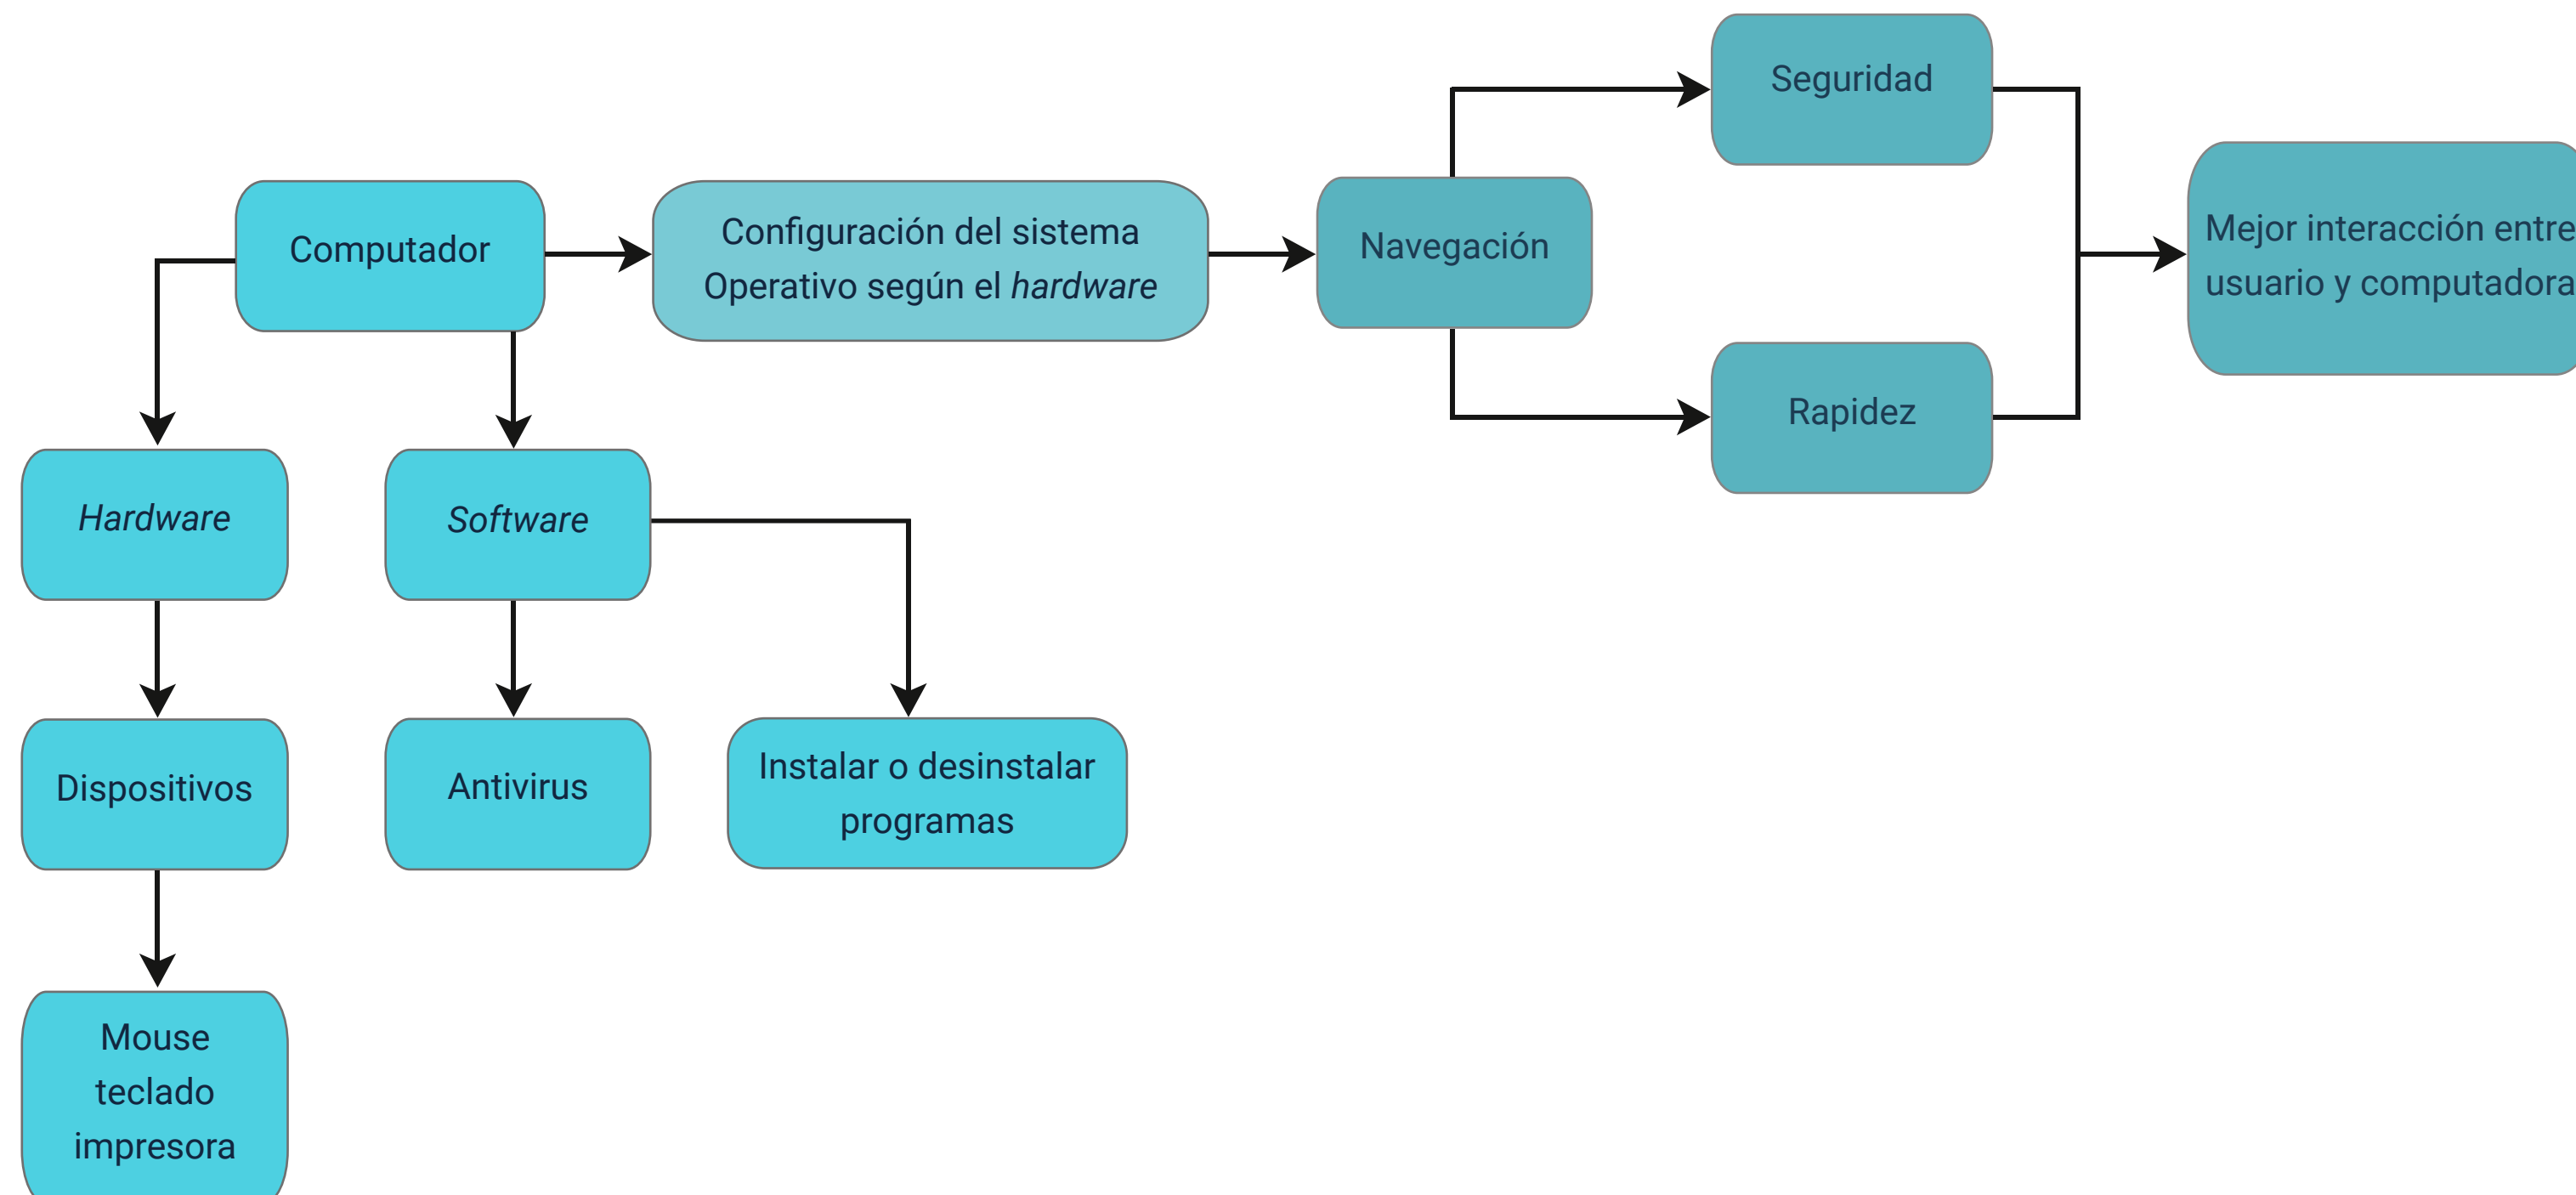 Seguridad
Computador
Configuración del sistema
Operativo según el hardware
Navegación
Mejor interacción entre
usuario y computadora
Rapidez
Hardware
Software
Dispositivos
Antivirus
Instalar o desinstalar
programas
Mouse
teclado
impresora